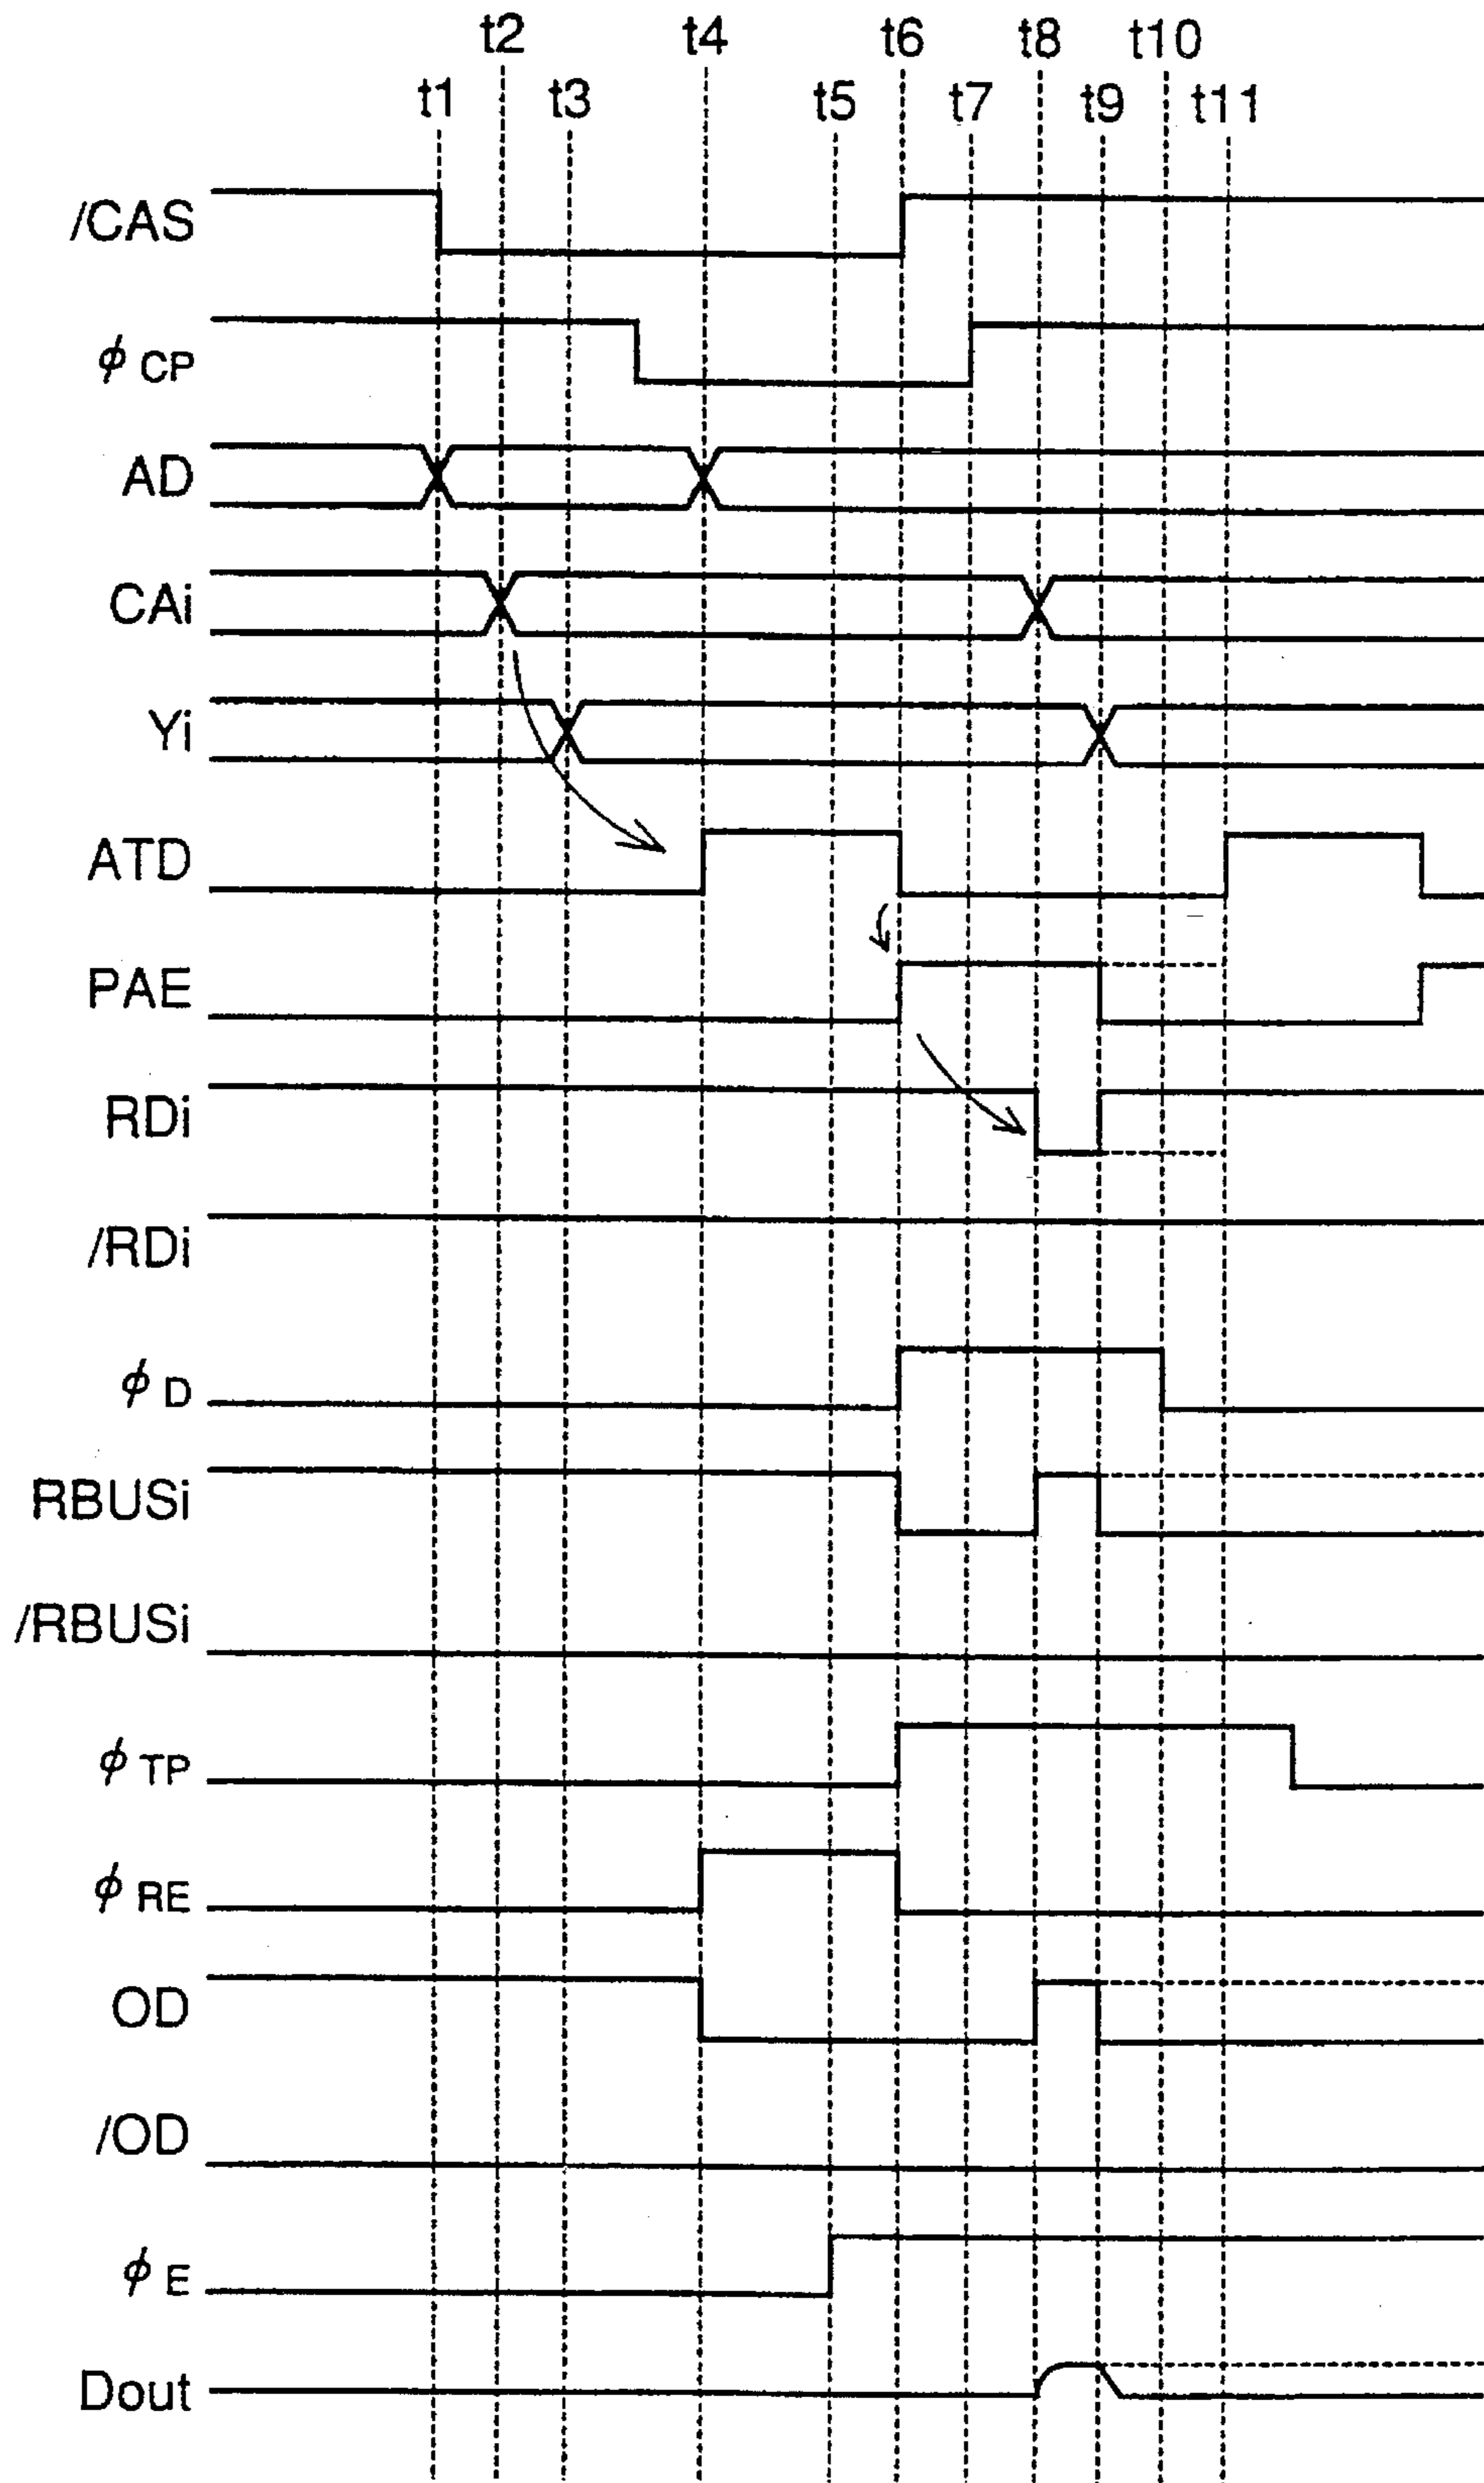 t2 t4 t6 t8 t10
t1 t3 t5 t7 t9 t11
/CAS
ϕ CP
AD
CAi
Yi
ATD
PAE
RDi
/RDi
ϕ D
RBUSi
/RBUSi
ϕ TP
ϕ RE
OD
/OD
ϕ E
Dout